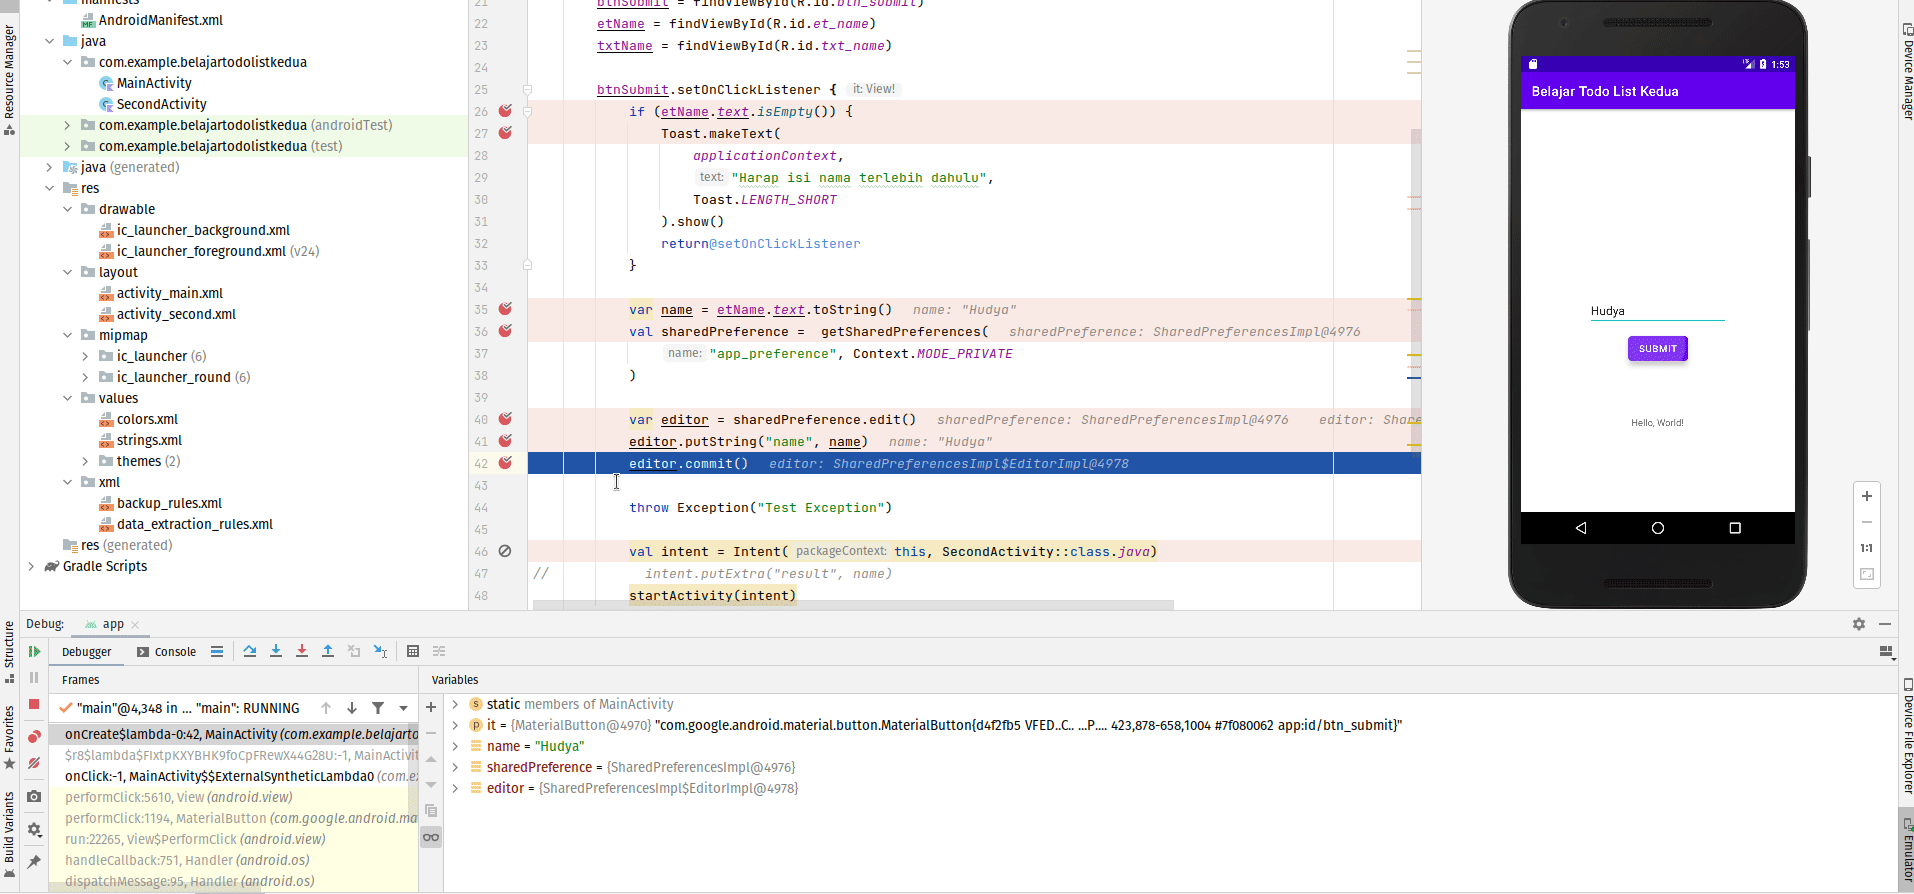 manifests
AndroidManifest.xml
java
com.example.belajartodolistkedua
MainActivity
SecondActivity
com.example.belajartodolistkedua (androidTest)
com.example.belajartodolistkedua (test)
java (generated)
res
drawable
ic_launcher_background.xml
ic_launcher_foreground.xml (v24)
layout
activity_main.xml
activity_second.xml
mipmap
ic_launcher (6)
ic_launcher_round (6)
values
colors.xml
strings.xml
themes (2)
xml
backup_rules.xml
data_extraction_rules.xml
res (generated)
Gradle Scripts
Resource Manager
Structure
Favorites
Build Variants
21 btnSubmit = findViewById(R.id.btn_submit)
22 etName = findViewById(R.id.et_name)
23 txtName = findViewById(R.id.txt_name)
24
25 btnSubmit.setOnClickListener { it: View!
26 if (etName.text.isEmpty()) {
27 Toast.makeText(
28 applicationContext,
29 text: "Harap isi nama terlebih dahulu",
30 Toast.LENGTH_SHORT
31 ).show()
32 return@setOnClickListener
33 }
34
35 var name = etName.text.toString() name: "Hudya"
36 val sharedPreference = getSharedPreferences( sharedPreference: SharedPreferencesImpl@4976
37 name: "app_preference", Context.MODE_PRIVATE
38 )
39
40 var editor = sharedPreference.edit() sharedPreference: SharedPreferencesImpl@4976 editor: Share
41 editor.putString("name", name) name: "Hudya"
42 editor.commit() editor: SharedPreferencesImpl$EditorImpl@4978
43
44 throw Exception("Test Exception")
45
46 val intent = Intent( packageContext: this, SecondActivity::class.java)
47 // intent.putExtra("result", name)
48 startActivity(intent)
1:53
Belajar Todo List Kedua
Hudya
SUBMIT
Hello, World!
1:1
Device Manager
Device File Explorer
Emulator
Debug: app
Debugger Console
Frames
"main"@4,348 in ... "main": RUNNING
onCreate$lambda-0:42, MainActivity (com.example.belajarto
$r8$lambda$FIxtpKXYBHK9foCpFRewX44G28U:-1, MainActivit
onClick:-1, MainActivity$$ExternalSyntheticLambda0 (com.e
performClick:5610, View (android.view)
performClick:1194, MaterialButton (com.google.android.ma
run:22265, View$PerformClick (android.view)
handleCallback:751, Handler (android.os)
dispatchMessage:95, Handler (android.os)
Variables
static members of MainActivity
it = {MaterialButton@4970} "com.google.android.material.button.MaterialButton{d4f2fb5 VFED..C.. ...P.... 423,878-658,1004 #7f080062 app:id/btn_submit}"
name = "Hudya"
sharedPreference = {SharedPreferencesImpl@4976}
editor = {SharedPreferencesImpl$EditorImpl@4978}